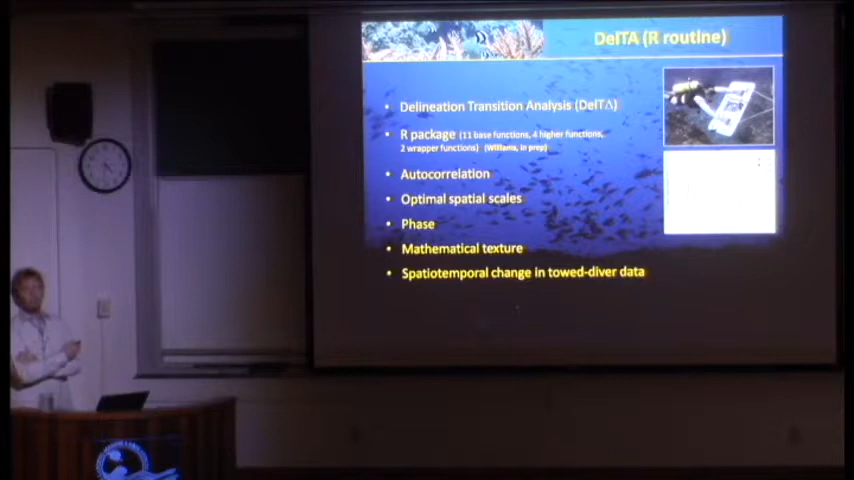 DelTA (R routine)
• Delineation Transition Analysis (DelTΔ)
• R package (11 base functions, 4 higher functions,
2 wrapper functions) (Williams, in prep)
• Autocorrelation
• Optimal spatial scales
• Phase
• Mathematical texture
• Spatiotemporal change in towed-diver data